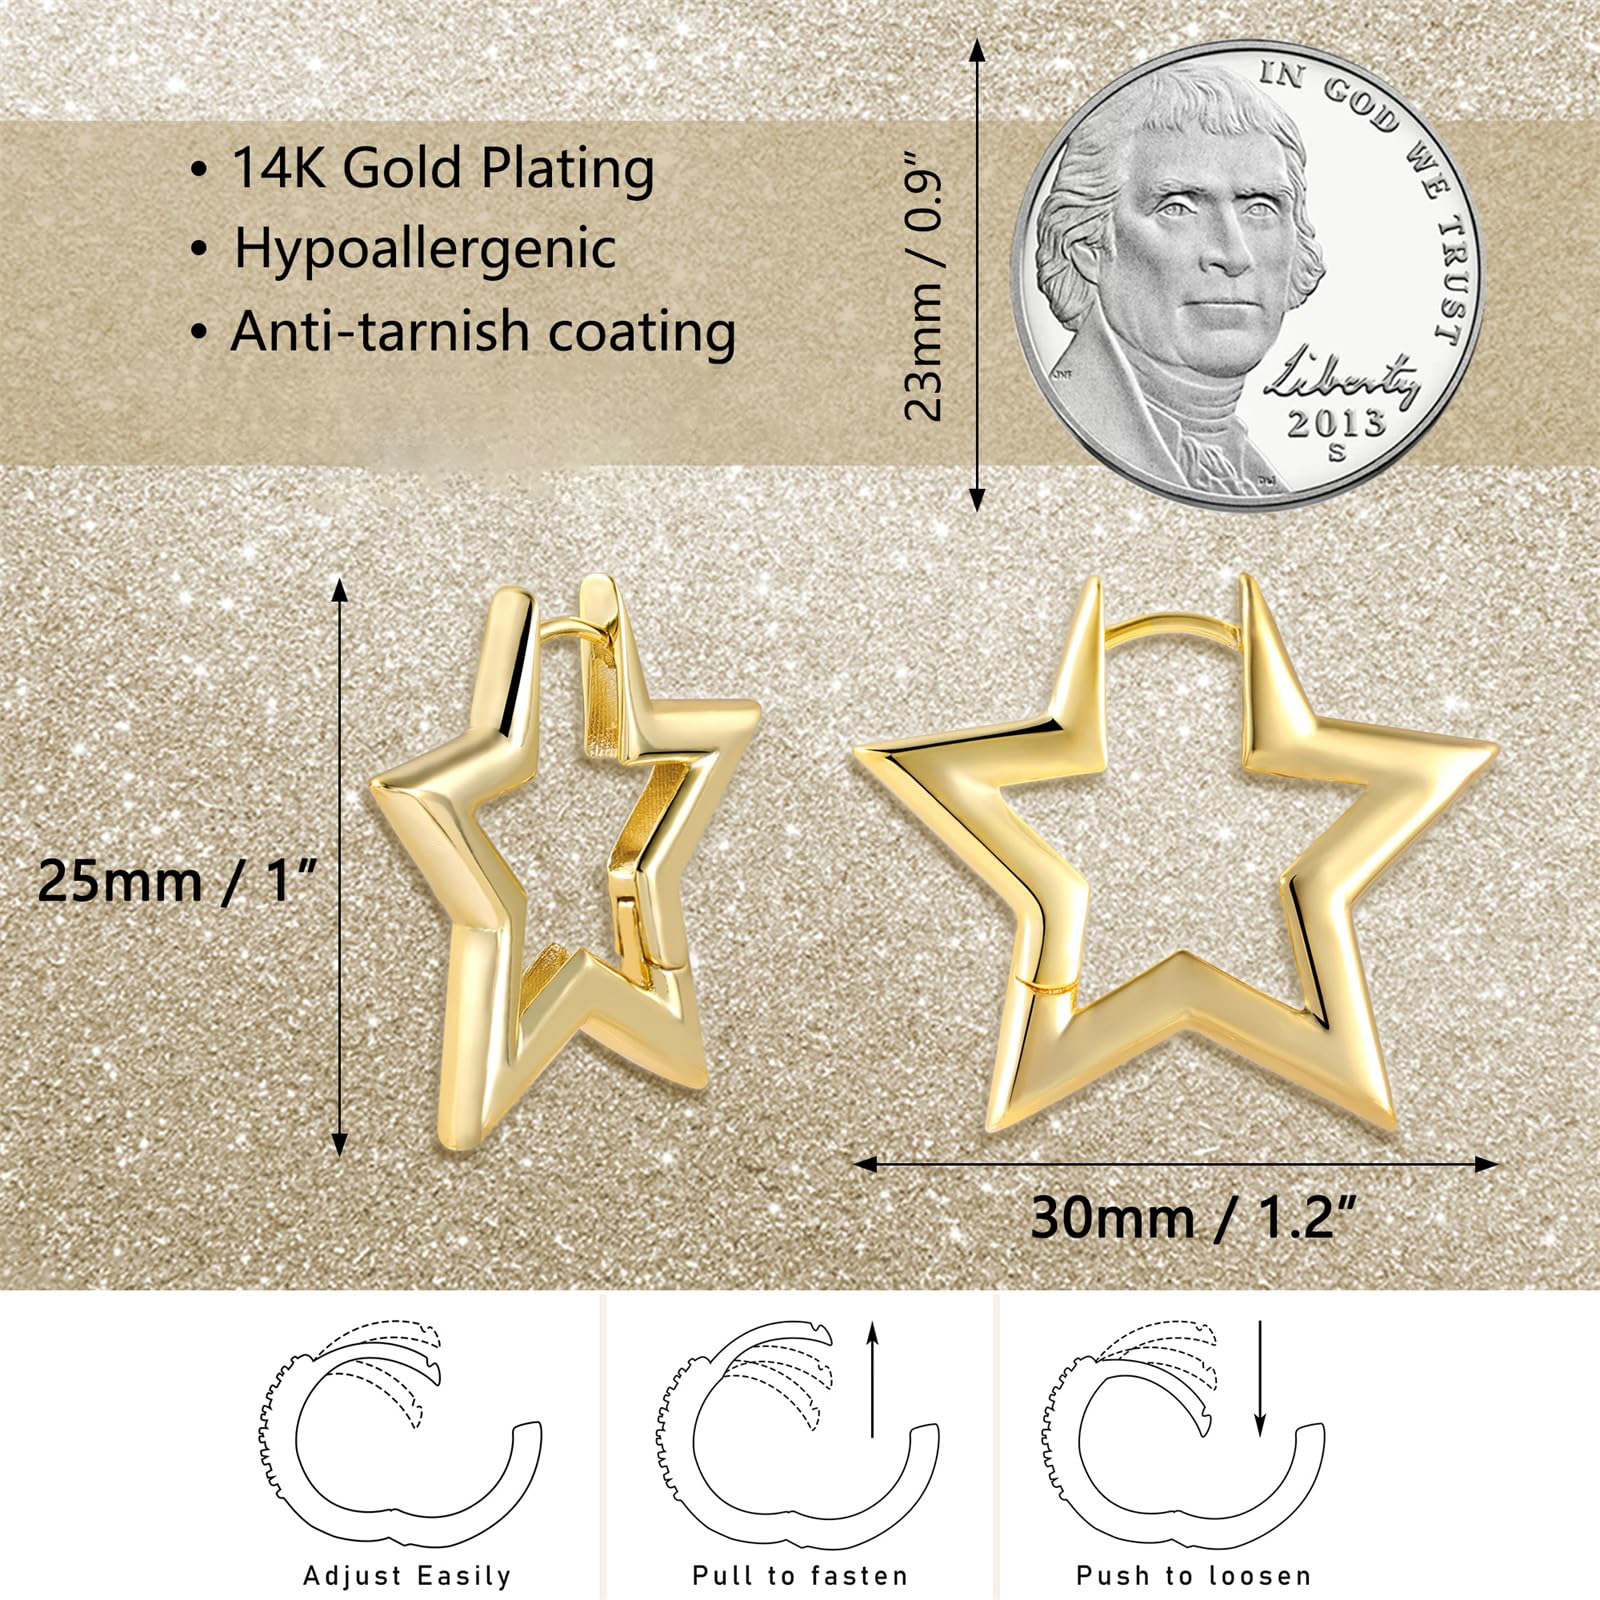 • 14K Gold Plating
• Hypoallergenic
• Anti-tarnish coating
23mm / 0.9”
IN GOD WE TRUST
Liberty
2013
S
25mm / 1”
30mm / 1.2”
Adjust Easily
Pull to fasten
Push to loosen